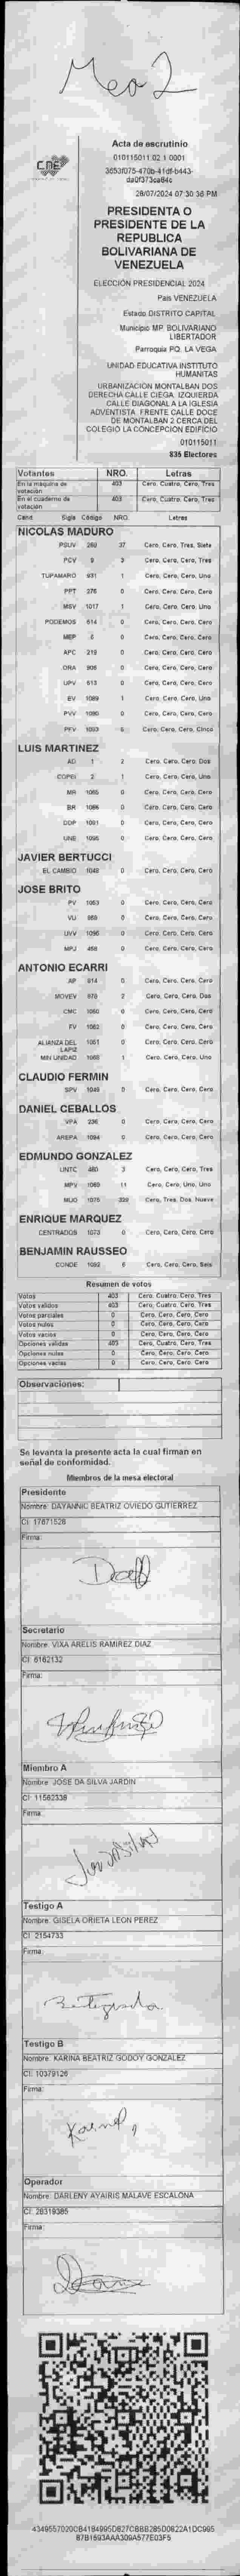 Mesa 2
CNE
Acta de escrutinio
010115011.02.1.0001
28/07/2024 07:30:36 PM
PRESIDENTA O
PRESIDENTE DE LA
REPUBLICA
BOLIVARIANA DE
VENEZUELA
ELECCIÓN PRESIDENCIAL 2024
País VENEZUELA
Estado DISTRITO CAPITAL
Municipio MP. BOLIVARIANO
LIBERTADOR
Parroquia PQ. LA VEGA
UNIDAD EDUCATIVA INSTITUTO
HUMANITAS
URBANIZACIÓN MONTALBAN DOS
DERECHA CALLE CIEGA. IZQUIERDA
CALLE DIAGONAL A LA IGLESIA
ADVENTISTA. FRENTE CALLE DOCE
DE MONTALBAN 2 CERCA DEL
COLEGIO LA CONCEPCION EDIFICIO
010115011
835 Electores
Votantes NRO. Letras
En la máquina de votación 403 Cero, Cuatro, Cero, Tres
En el cuaderno de votación 403 Cero, Cuatro, Cero, Tres
Cand. Sigla Código NRO. Letras
NICOLAS MADURO
PSUV 37 Cero, Cero, Tres, Siete
PCV 9 3 Cero, Cero, Cero, Tres
TUPAMARO 931 1 Cero, Cero, Cero, Uno
PPT 276 0 Cero, Cero, Cero, Cero
MSV 1017 1 Cero, Cero, Cero, Uno
PODEMOS 614 0 Cero, Cero, Cero, Cero
MEP 6 0 Cero, Cero, Cero, Cero
APC 219 0 Cero, Cero, Cero, Cero
ORA 906 0 Cero, Cero, Cero, Cero
UPV 613 0 Cero, Cero, Cero, Cero
EV 1089 1 Cero, Cero, Cero, Uno
PVV 1090 0 Cero, Cero, Cero, Cero
PFV 1093 Cero, Cero, Cero, Cinco
LUIS MARTINEZ
AD 1 2 Cero, Cero, Cero, Dos
COPEI 2 1 Cero, Cero, Cero, Uno
MR 1065 0 Cero, Cero, Cero, Cero
BR 1086 0 Cero, Cero, Cero, Cero
DDP 1091 0 Cero, Cero, Cero, Cero
UNE 1095 0 Cero, Cero, Cero, Cero
JAVIER BERTUCCI
EL CAMBIO 1048 0 Cero, Cero, Cero, Cero
JOSE BRITO
PV 1053 0 Cero, Cero, Cero, Cero
VU 969 0 Cero, Cero, Cero, Cero
UVV 1096 0 Cero, Cero, Cero, Cero
MPJ 458 0 Cero, Cero, Cero, Cero
ANTONIO ECARRI
AP 914 0 Cero, Cero, Cero, Cero
MOVEV 970 2 Cero, Cero, Cero, Dos
CMC 1050 0 Cero, Cero, Cero, Cero
FV 1062 0 Cero, Cero, Cero, Cero
ALIANZA DEL LAPIZ 1061 0 Cero, Cero, Cero, Cero
MIN UNIDAD 1068 1 Cero, Cero, Cero, Uno
CLAUDIO FERMIN
SPV 1049 0 Cero, Cero, Cero, Cero
DANIEL CEBALLOS
VPA 236 0 Cero, Cero, Cero, Cero
AREPA 1094 0 Cero, Cero, Cero, Cero
EDMUNDO GONZALEZ
UNTC 480 3 Cero, Cero, Cero, Tres
MPV 1069 11 Cero, Cero, Uno, Uno
MUD 1075 329 Cero, Tres, Dos, Nueve
ENRIQUE MARQUEZ
CENTRADOS 1073 0 Cero, Cero, Cero, Cero
BENJAMIN RAUSSEO
CONDE 1092 6 Cero, Cero, Cero, Seis
Resumen de votos
Votos 403 Cero, Cuatro, Cero, Tres
Votos válidos 403 Cero, Cuatro, Cero, Tres
Votos parciales 0 Cero, Cero, Cero, Cero
Votos nulos 0 Cero, Cero, Cero, Cero
Votos vacíos 0 Cero, Cero, Cero, Cero
Opciones válidas 403 Cero, Cuatro, Cero, Tres
Opciones nulas 0 Cero, Cero, Cero, Cero
Opciones vacías 0 Cero, Cero, Cero, Cero
Observaciones:
Se levanta la presente acta la cual firman en
señal de conformidad.
Miembros de la mesa electoral
Presidente
Nombre: DAYANNIC BEATRIZ OVIEDO GUTIERREZ
CI: 17671526
Firma:
Secretario
Nombre: VIXA ARELIS RAMIREZ DIAZ
CI: 6162132
Firma:
Miembro A
Nombre: JOSE DA SILVA JARDIN
CI: 11562338
Firma:
Testigo A
Nombre: GISELA ORIETA LEON PEREZ
CI: 2154733
Firma:
Testigo B
Nombre: KARINA BEATRIZ GODOY GONZALEZ
CI: 10379126
Firma:
Operador
Nombre: DARLENY AYAIRIS MALAVE ESCALONA
CI: 28319385
Firma: